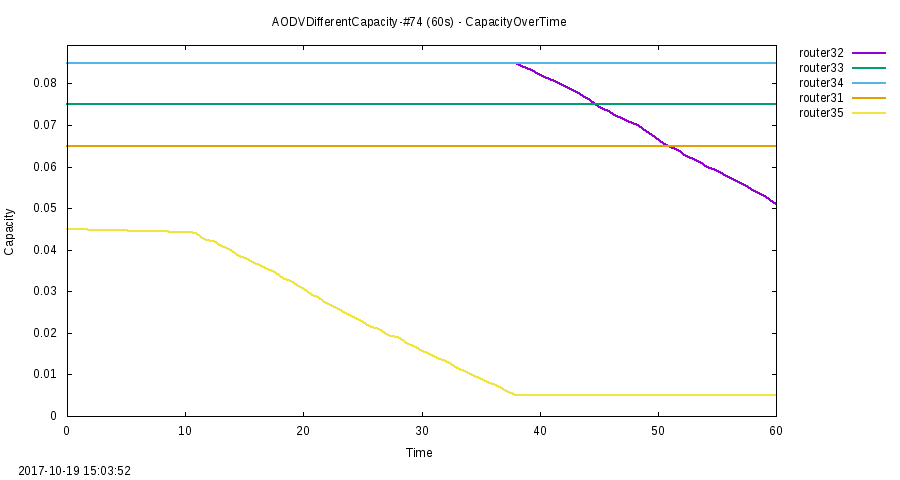 AODVDifferentCapacity-#74 (60s) - CapacityOverTime
router32
router33
router34
router31
router35
0.08
0.07
0.06
0.05
0.04
0.03
0.02
0.01
0
Capacity
0 10 20 30 40 50 60
Time
2017-10-19 15:03:52